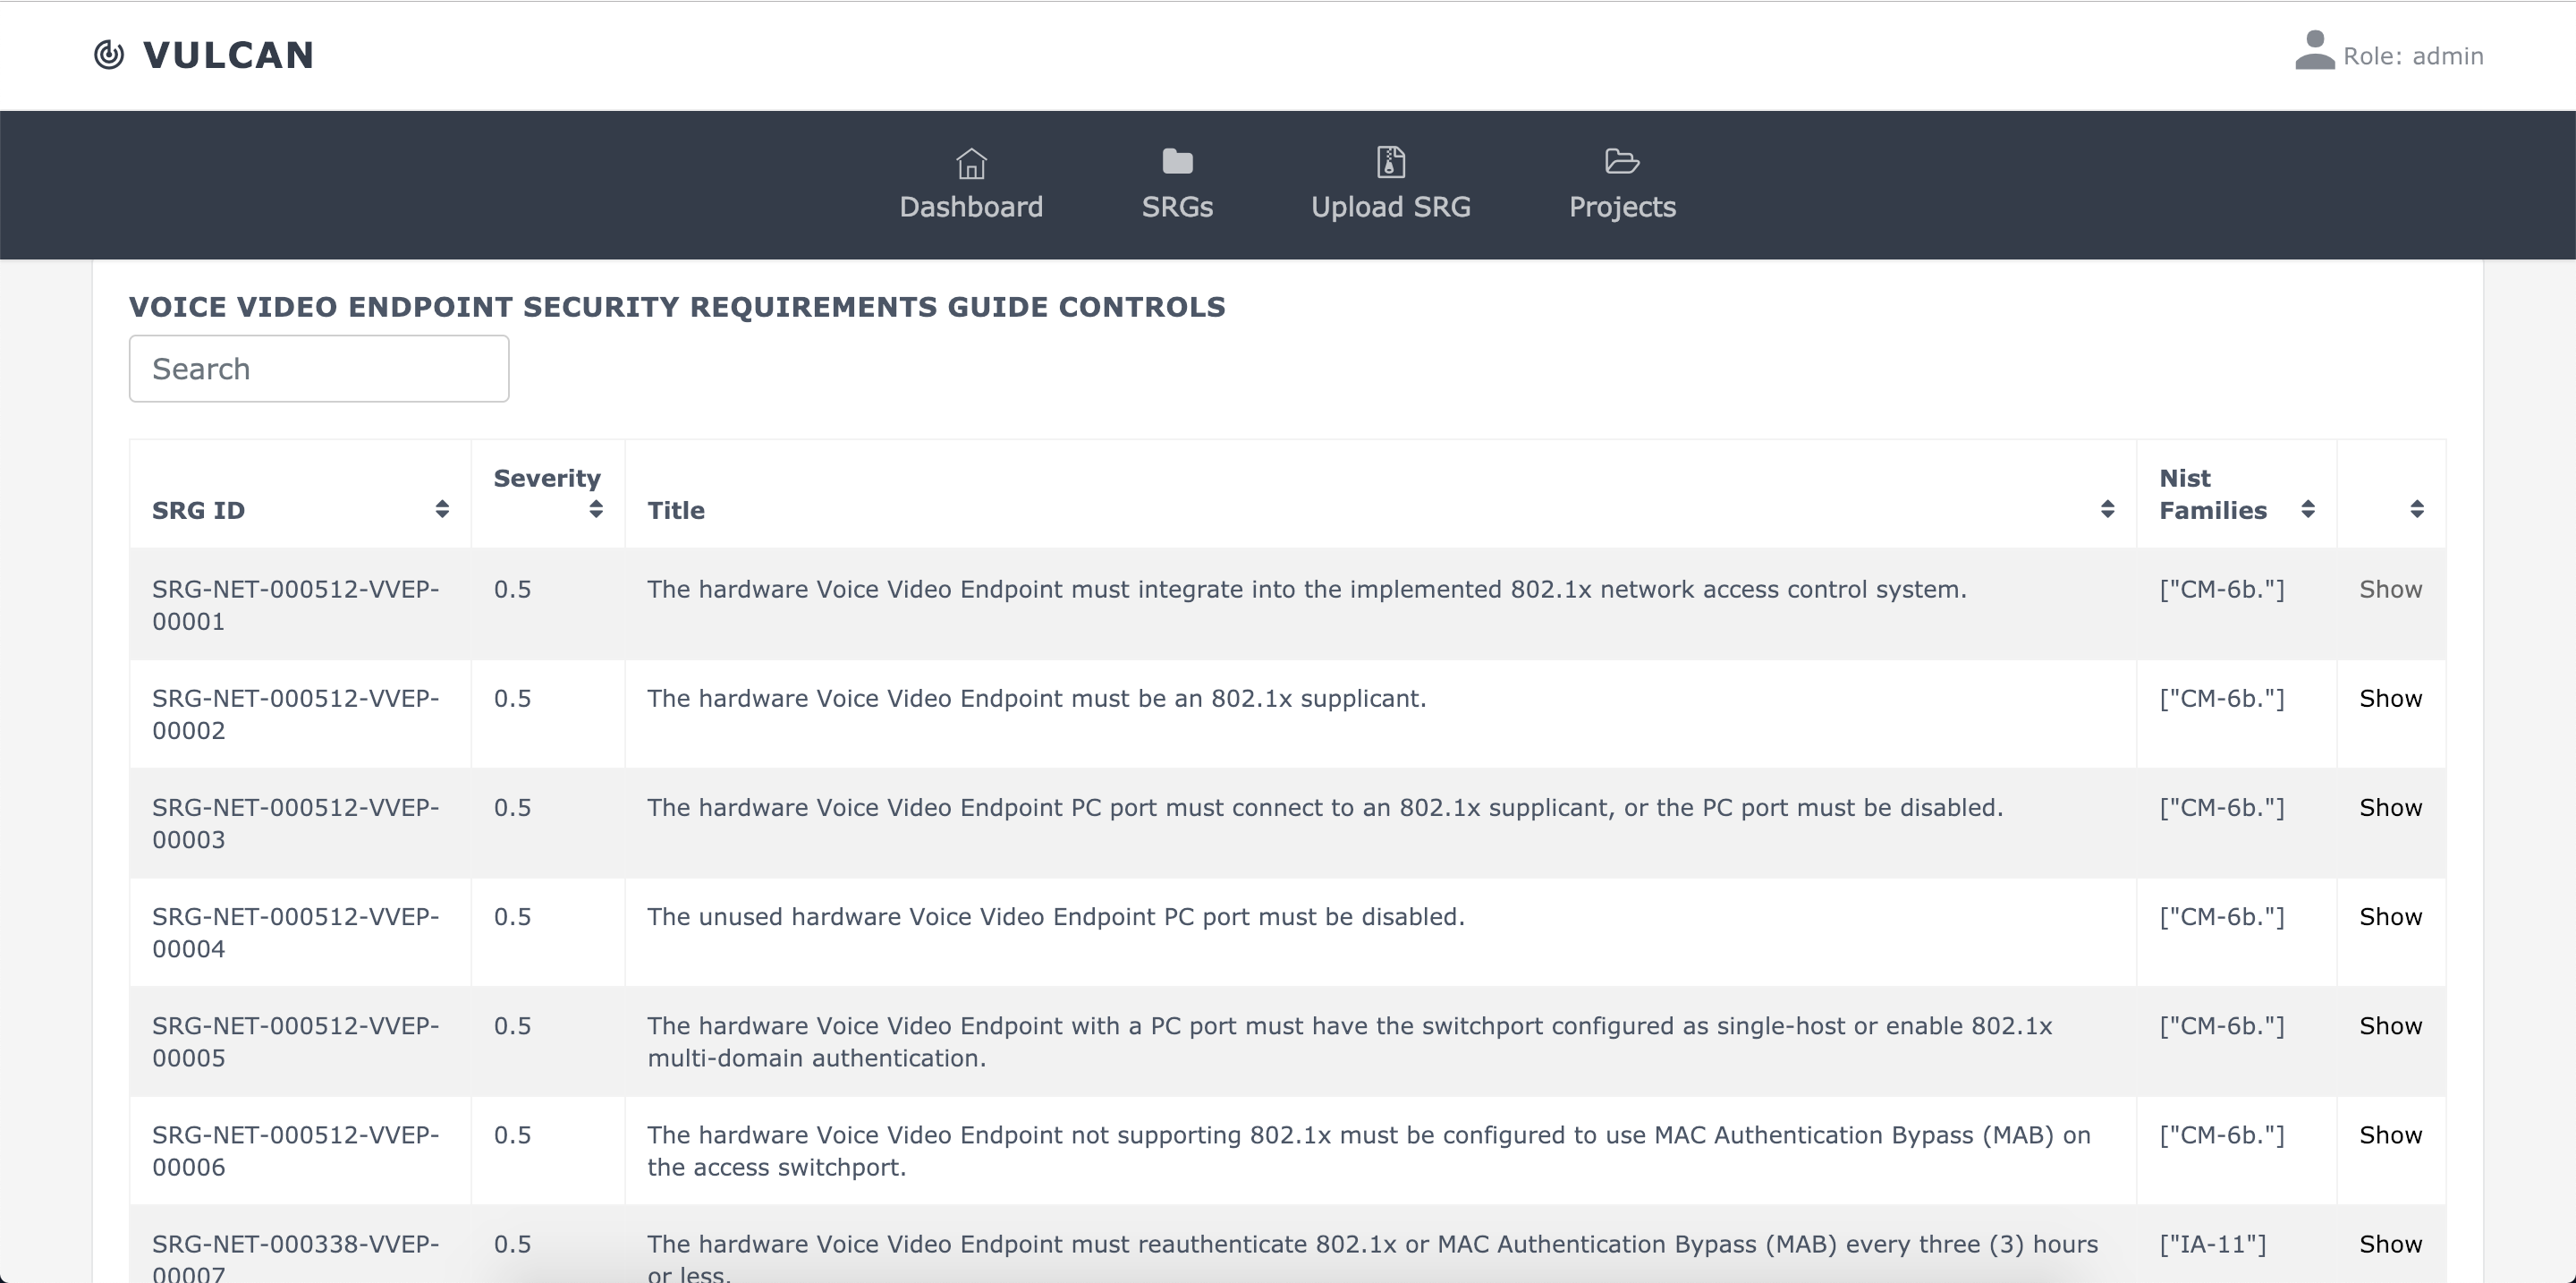 VULCAN
Role: admin
Dashboard
SRGs
Upload SRG
Projects
VOICE VIDEO ENDPOINT SECURITY REQUIREMENTS GUIDE CONTROLS
Search
SRG ID
Severity
Title
Nist
Families
SRG-NET-000512-VVEP-
00001
0.5
The hardware Voice Video Endpoint must integrate into the implemented 802.1x network access control system.
["CM-6b."]
Show
SRG-NET-000512-VVEP-
00002
0.5
The hardware Voice Video Endpoint must be an 802.1x supplicant.
["CM-6b."]
Show
SRG-NET-000512-VVEP-
00003
0.5
The hardware Voice Video Endpoint PC port must connect to an 802.1x supplicant, or the PC port must be disabled.
["CM-6b."]
Show
SRG-NET-000512-VVEP-
00004
0.5
The unused hardware Voice Video Endpoint PC port must be disabled.
["CM-6b."]
Show
SRG-NET-000512-VVEP-
00005
0.5
The hardware Voice Video Endpoint with a PC port must have the switchport configured as single-host or enable 802.1x
multi-domain authentication.
["CM-6b."]
Show
SRG-NET-000512-VVEP-
00006
0.5
The hardware Voice Video Endpoint not supporting 802.1x must be configured to use MAC Authentication Bypass (MAB) on
the access switchport.
["CM-6b."]
Show
SRG-NET-000338-VVEP-
00007
0.5
The hardware Voice Video Endpoint must reauthenticate 802.1x or MAC Authentication Bypass (MAB) every three (3) hours
or less.
["IA-11"]
Show